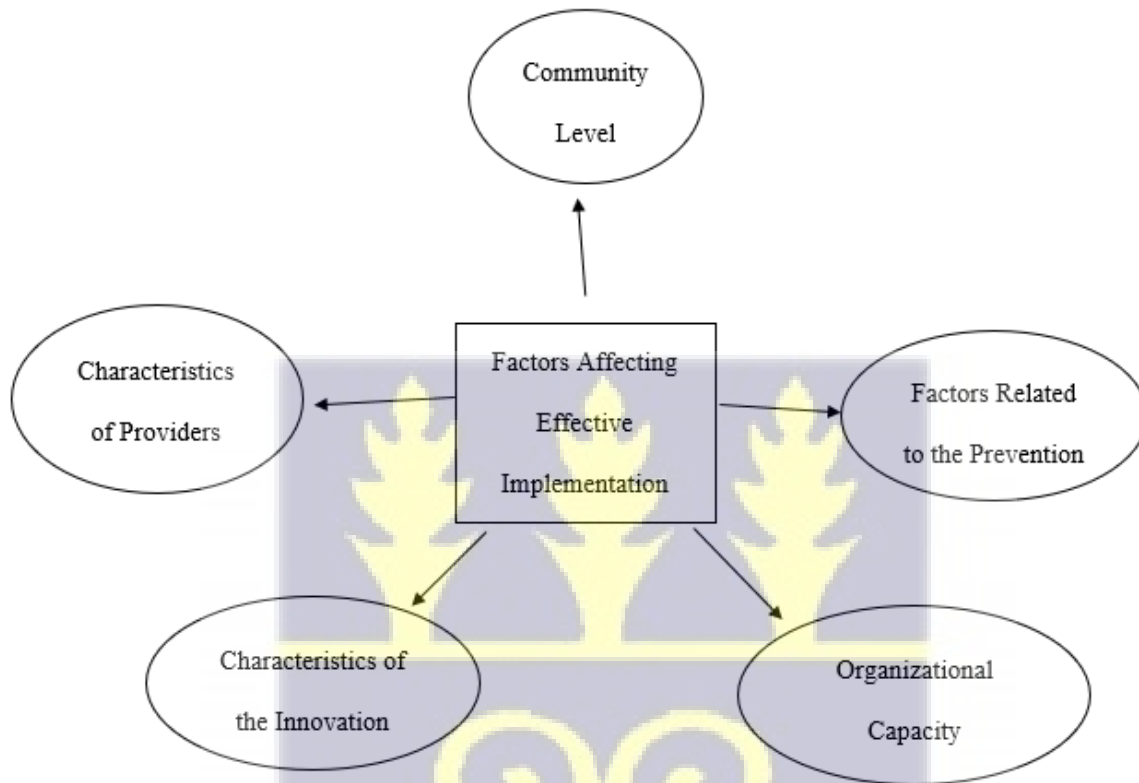 Community
Level
Characteristics
of Providers
Factors Affecting
Effective
Implementation
Factors Related
to the Prevention
Characteristics of
the Innovation
Organizational
Capacity